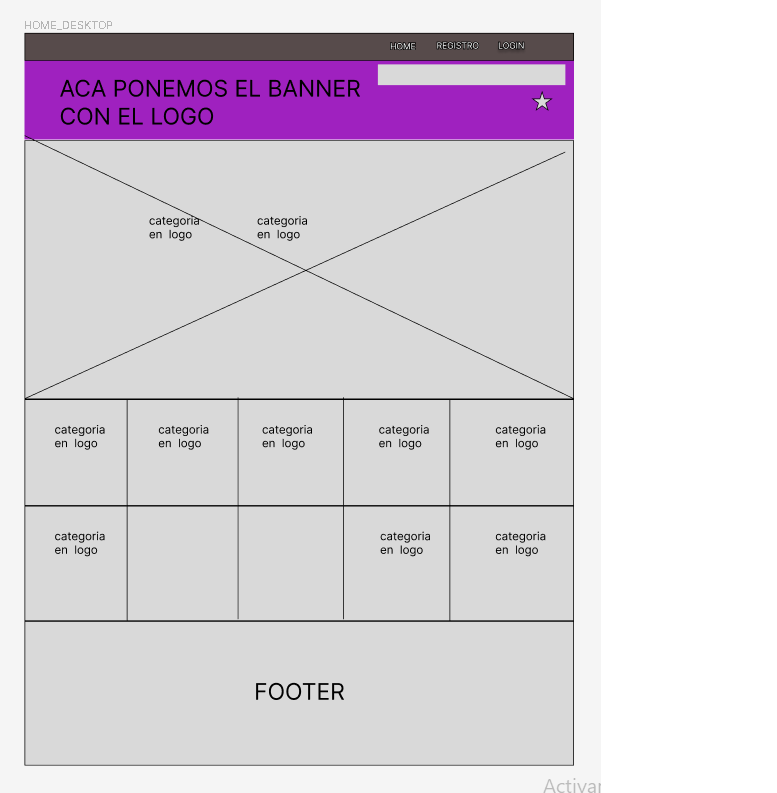 HOME_DESKTOP
HOME REGISTRO LOGIN
ACA PONEMOS EL BANNER
CON EL LOGO
categoria categoria
en logo en logo
categoria categoria categoria categoria categoria
en logo en logo en logo en logo en logo
categoria categoria categoria
en logo en logo en logo
FOOTER